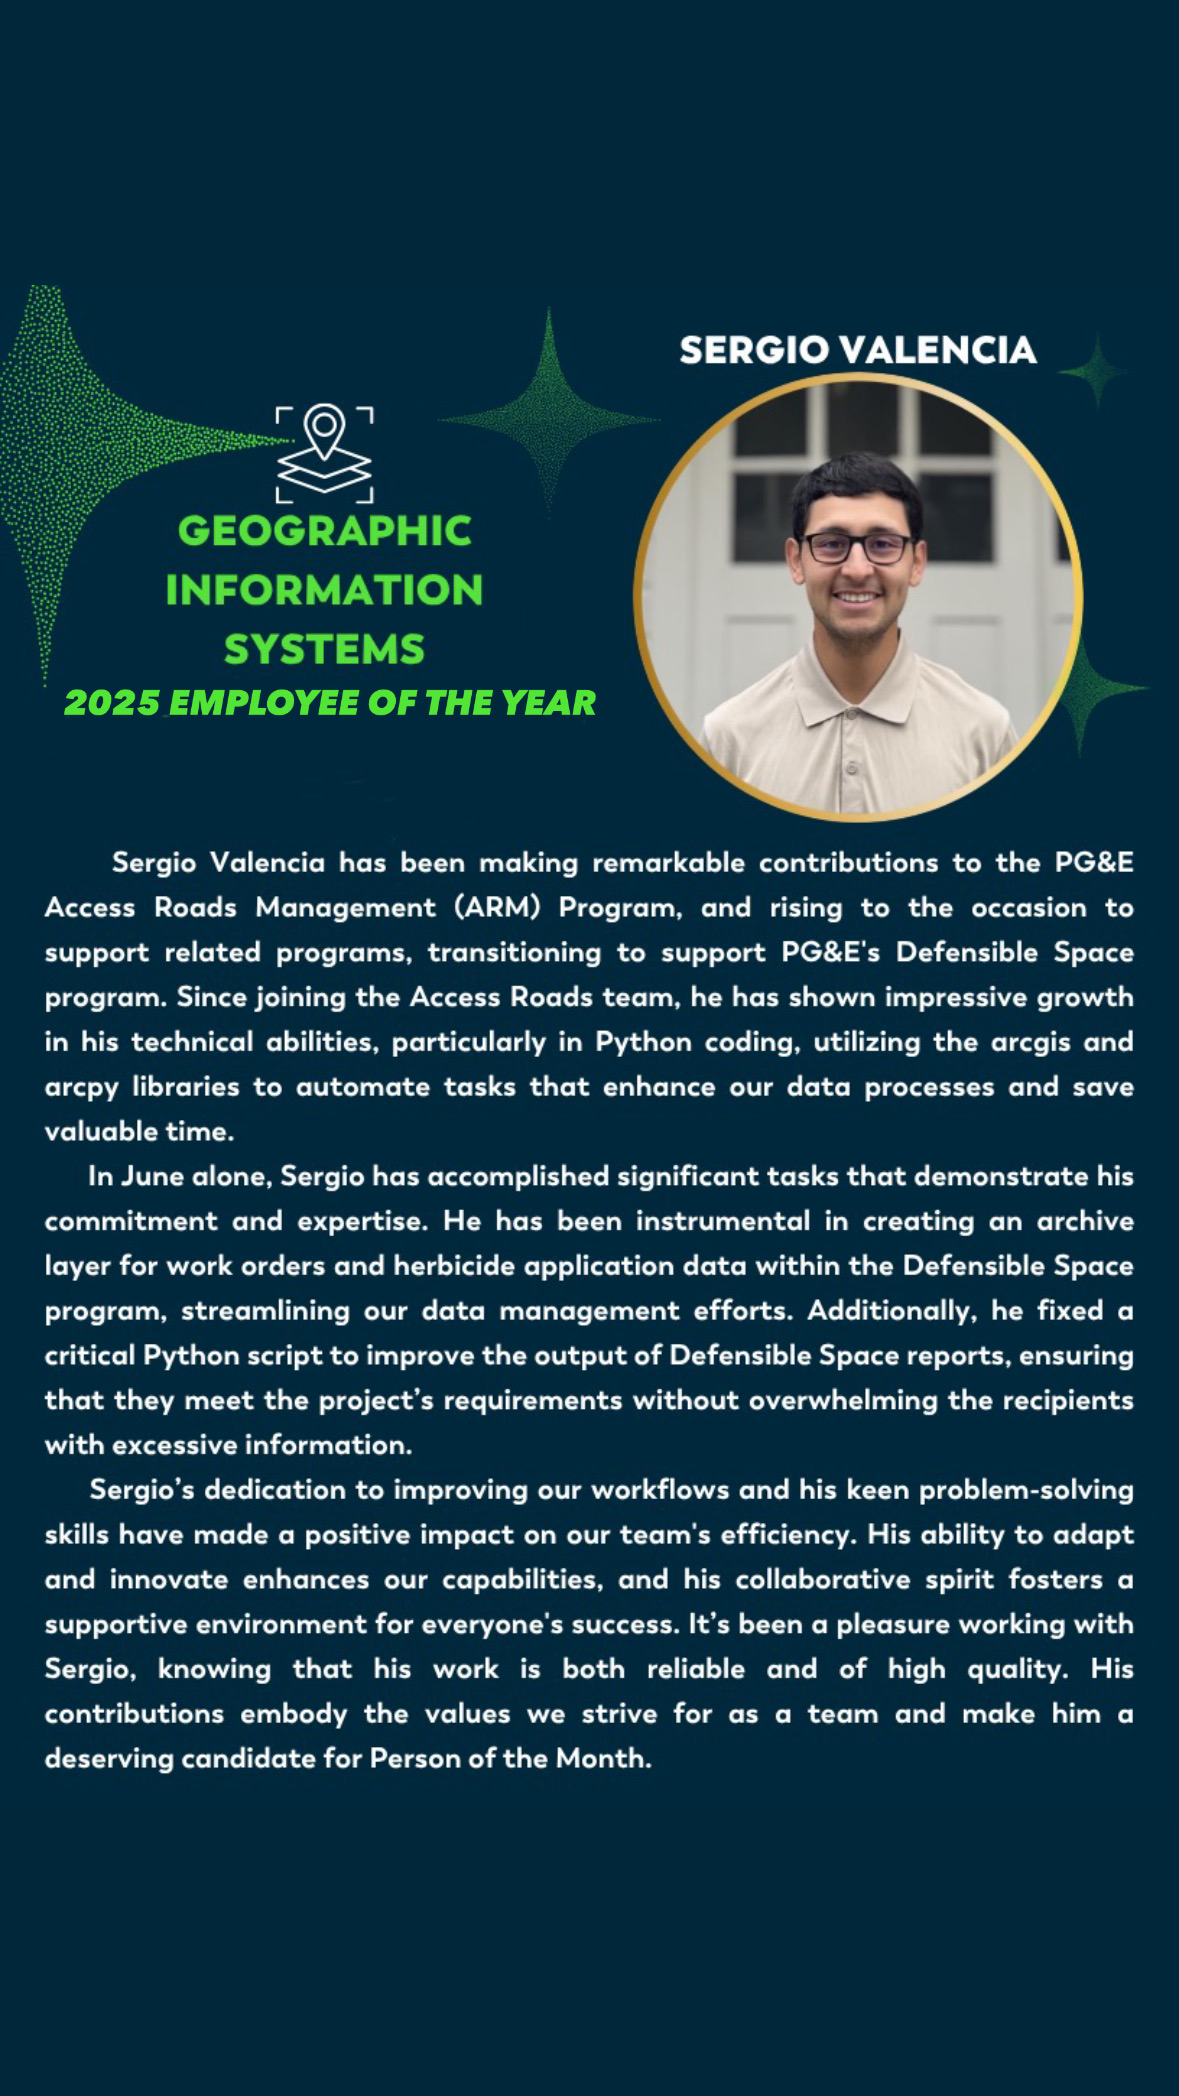 SERGIO VALENCIA
GEOGRAPHIC
INFORMATION
SYSTEMS
2025 EMPLOYEE OF THE YEAR
Sergio Valencia has been making remarkable contributions to the PG&E
Access Roads Management (ARM) Program, and rising to the occasion to
support related programs, transitioning to support PG&E's Defensible Space
program. Since joining the Access Roads team, he has shown impressive growth
in his technical abilities, particularly in Python coding, utilizing the arcgis and
arcpy libraries to automate tasks that enhance our data processes and save
valuable time.
In June alone, Sergio has accomplished significant tasks that demonstrate his
commitment and expertise. He has been instrumental in creating an archive
layer for work orders and herbicide application data within the Defensible Space
program, streamlining our data management efforts. Additionally, he fixed a
critical Python script to improve the output of Defensible Space reports, ensuring
that they meet the project’s requirements without overwhelming the recipients
with excessive information.
Sergio’s dedication to improving our workflows and his keen problem-solving
skills have made a positive impact on our team's efficiency. His ability to adapt
and innovate enhances our capabilities, and his collaborative spirit fosters a
supportive environment for everyone's success. It’s been a pleasure working with
Sergio, knowing that his work is both reliable and of high quality. His
contributions embody the values we strive for as a team and make him a
deserving candidate for Person of the Month.